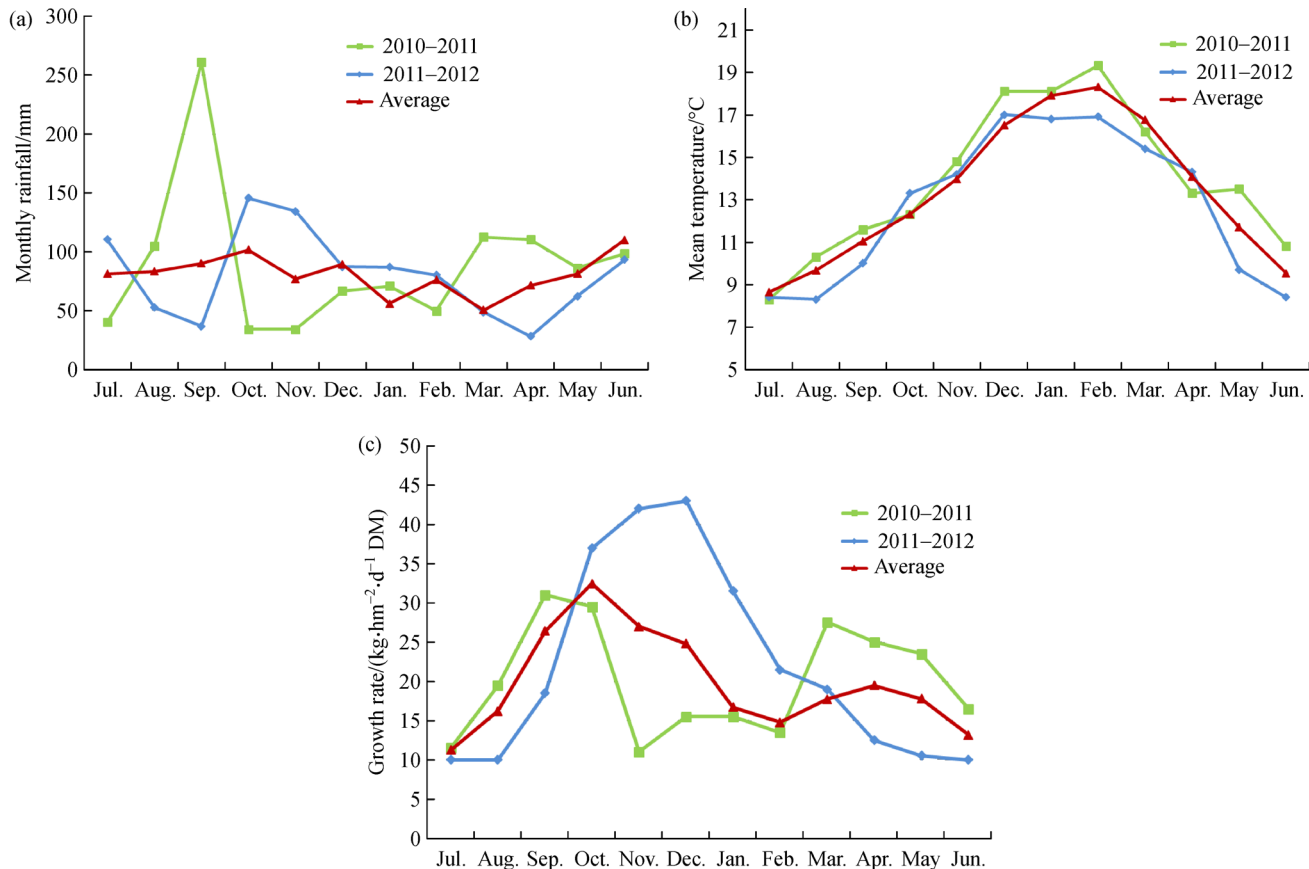 (a)
Monthly rainfall/mm
300
250
200
150
100
50
0
2010–2011
2011–2012
Average
Jul. Aug. Sep. Oct. Nov. Dec. Jan. Feb. Mar. Apr. May Jun.
(b)
Mean temperature/°C
21
19
17
15
13
11
9
7
5
2010–2011
2011–2012
Average
Jul. Aug. Sep. Oct. Nov. Dec. Jan. Feb. Mar. Apr. May Jun.
(c)
Growth rate/(kg·hm⁻²·d⁻¹ DM)
50
45
40
35
30
25
20
15
10
5
0
2010–2011
2011–2012
Average
Jul. Aug. Sep. Oct. Nov. Dec. Jan. Feb. Mar. Apr. May Jun.